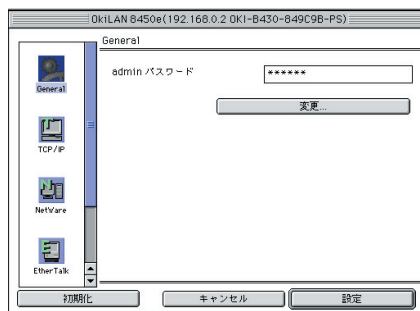 OkiLAN 8450e(192.168.0.2 OKI-B430-849C9B-PS)
General
General
TCP/IP
NetWare
EtherTalk
admin パスワード
******
変更...
初期化
キャンセル
設定